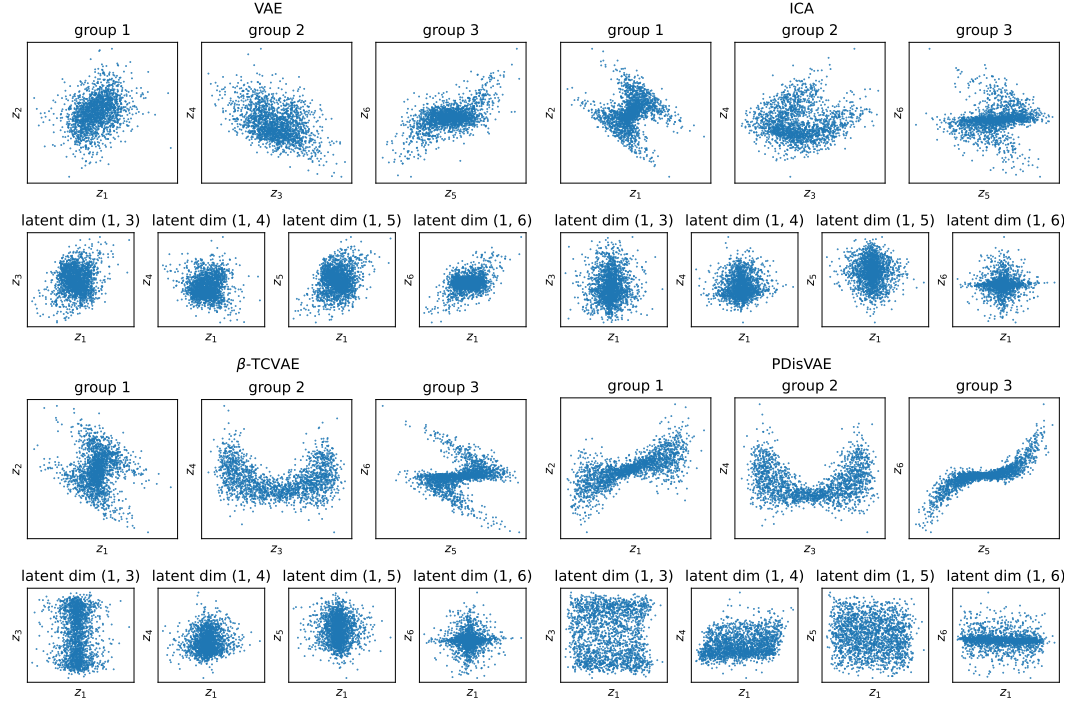 VAE
group 1 group 2 group 3
z2 z4 z6
z1 z3 z5
latent dim (1, 3) latent dim (1, 4) latent dim (1, 5) latent dim (1, 6)
z3 z4 z5 z6
z1 z1 z1 z1
ICA
group 1 group 2 group 3
z2 z4 z6
z1 z3 z5
latent dim (1, 3) latent dim (1, 4) latent dim (1, 5) latent dim (1, 6)
z3 z4 z5 z6
z1 z1 z1 z1
β-TCVAE
group 1 group 2 group 3
z2 z4 z6
z1 z3 z5
latent dim (1, 3) latent dim (1, 4) latent dim (1, 5) latent dim (1, 6)
z3 z4 z5 z6
z1 z1 z1 z1
PDisVAE
group 1 group 2 group 3
z2 z4 z6
z1 z3 z5
latent dim (1, 3) latent dim (1, 4) latent dim (1, 5) latent dim (1, 6)
z3 z4 z5 z6
z1 z1 z1 z1